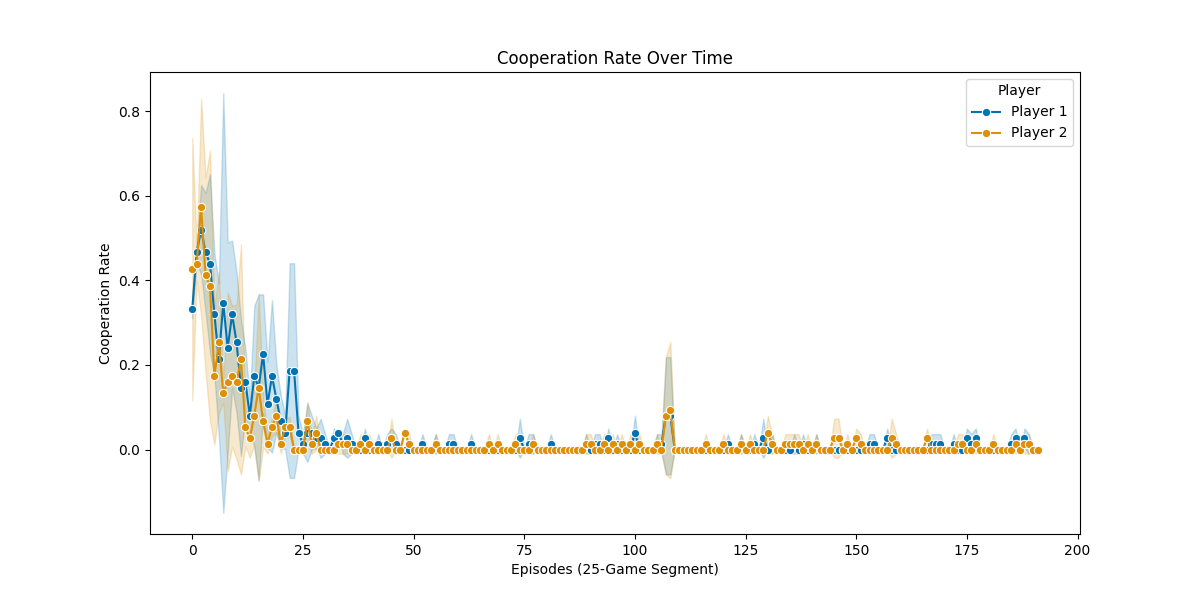 Cooperation Rate Over Time
Player
Player 1
Player 2
Cooperation Rate
0.8
0.6
0.4
0.2
0.0
0 25 50 75 100 125 150 175 200
Episodes (25-Game Segment)